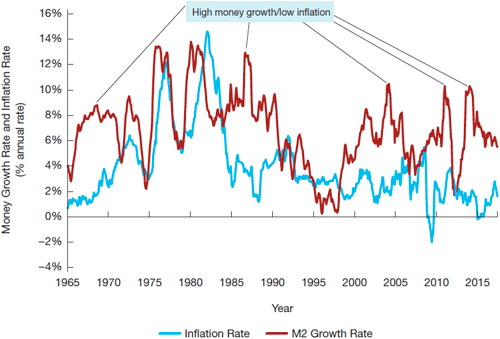 High money growth/low inflation
Money Growth Rate and Inflation Rate
(% annual rate)
16%
14%
12%
10%
8%
6%
4%
2%
0%
−2%
−4%
1965 1970 1975 1980 1985 1990 1995 2000 2005 2010 2015
Year
Inflation Rate M2 Growth Rate